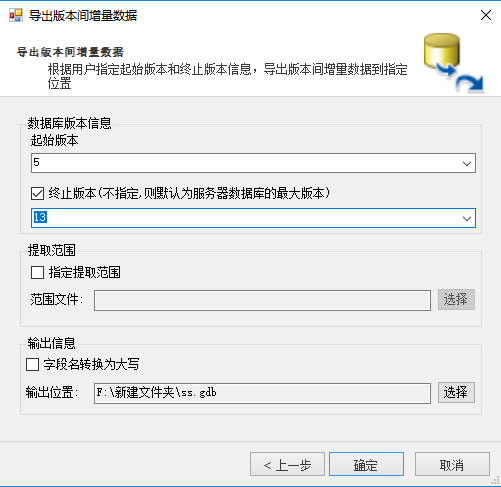 导出版本间增量数据
导出版本间增量数据
根据用户指定起始版本和终止版本信息，导出版本间增量数据到指定
位置
数据库版本信息
起始版本
5
终止版本(不指定,则默认为服务器数据库的最大版本)
13
提取范围
指定提取范围
范围文件:
选择
输出信息
字段名转换为大写
输出位置:
F:\新建文件夹\ss.gdb
选择
< 上一步
确定
取消